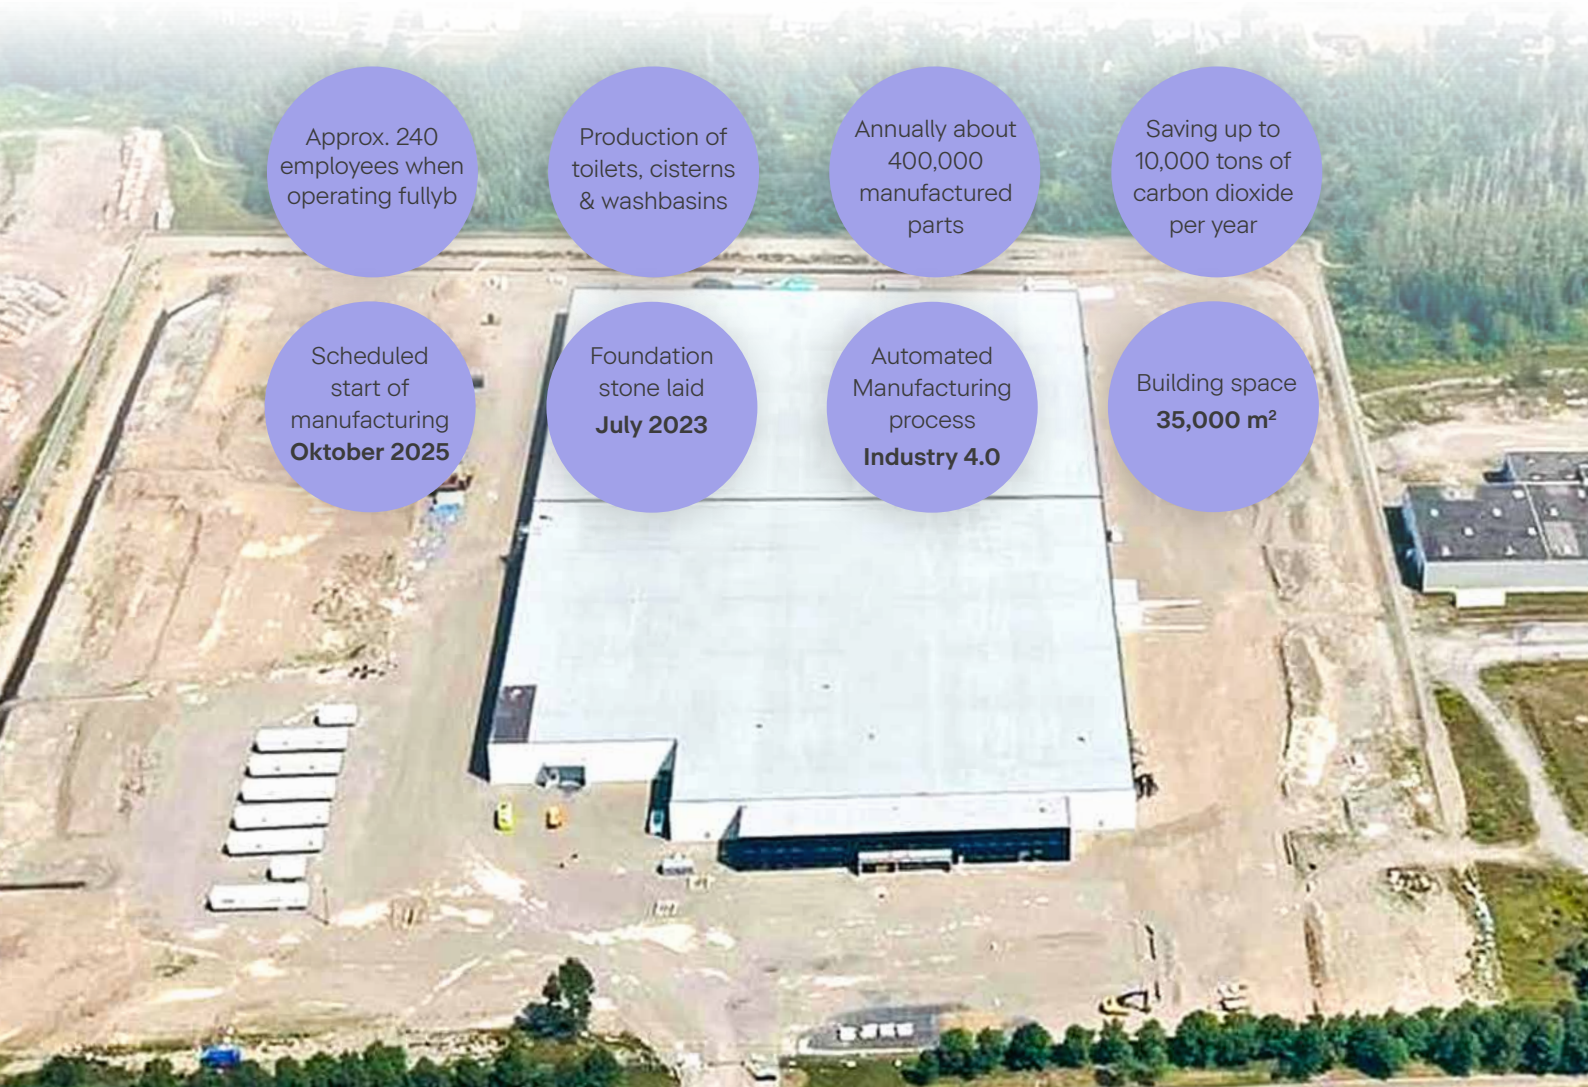 Approx. 240
employees when
operating fullyb
Production of
toilets, cisterns
& washbasins
Annually about
400,000
manufactured
parts
Saving up to
10,000 tons of
carbon dioxide
per year
Scheduled
start of
manufacturing
Oktober 2025
Foundation
stone laid
July 2023
Automated
Manufacturing
process
Industry 4.0
Building space
35,000 m²